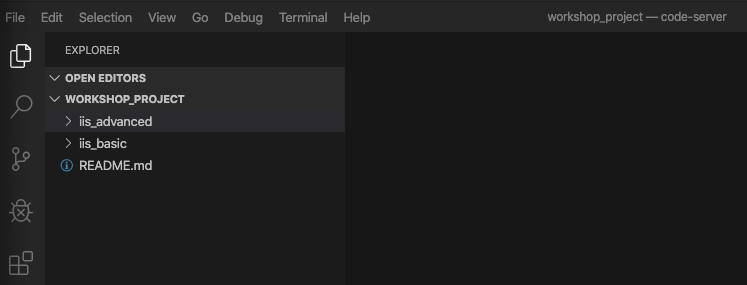 File Edit Selection View Go Debug Terminal Help workshop_project — code-server
EXPLORER
OPEN EDITORS
WORKSHOP_PROJECT
iis_advanced
iis_basic
README.md